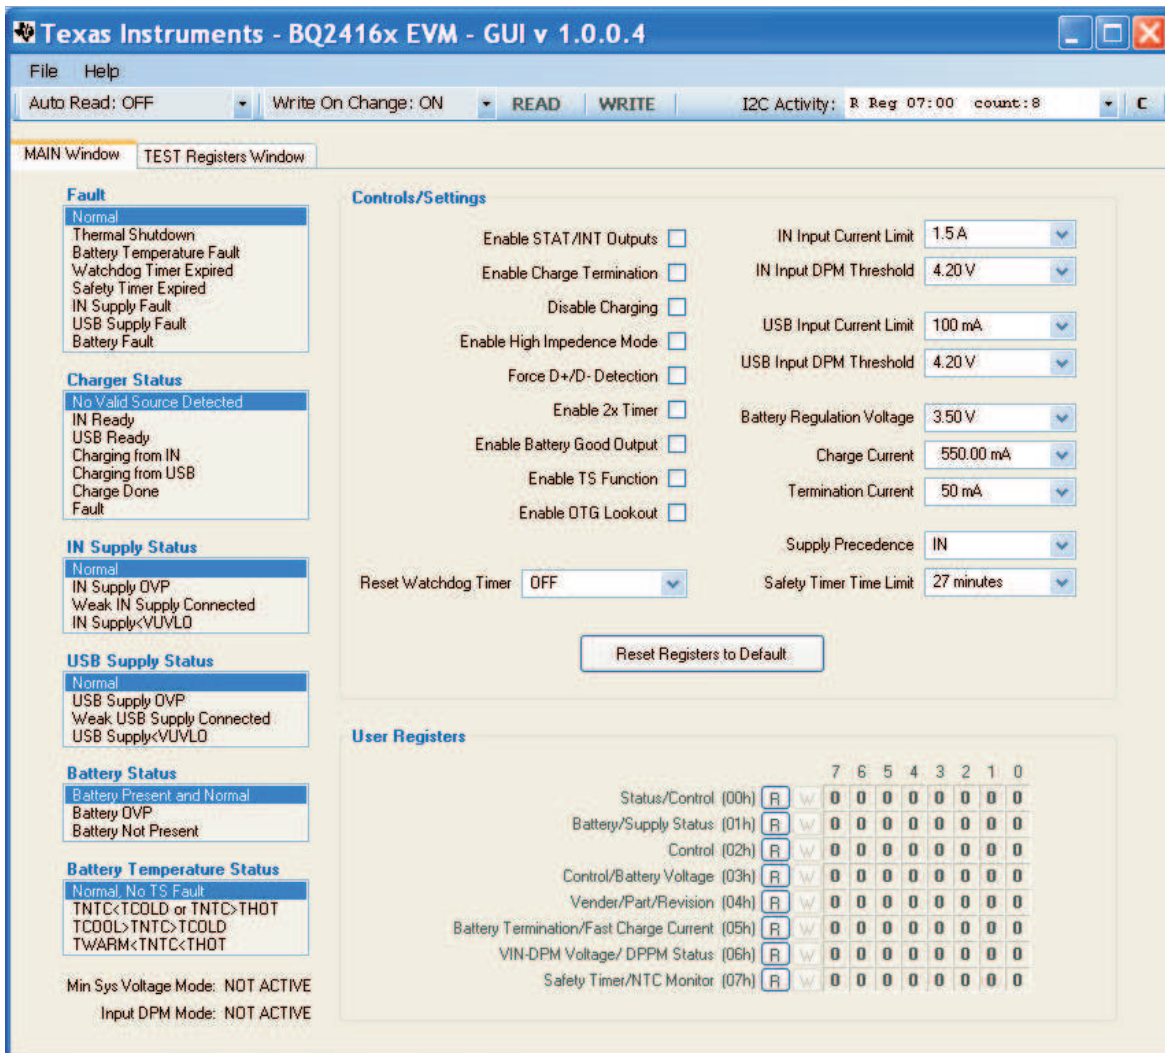 Texas Instruments - BQ2416x EVM - GUI v 1.0.0.4
File Help
Auto Read: OFF Write On Change: ON READ WRITE I2C Activity: R Reg 07:00 count:8 C
MAIN Window TEST Registers Window
Fault
Normal
Thermal Shutdown
Battery Temperature Fault
Watchdog Timer Expired
Safety Timer Expired
IN Supply Fault
USB Supply Fault
Battery Fault
Charger Status
No Valid Source Detected
IN Ready
USB Ready
Charging from IN
Charging from USB
Charge Done
Fault
IN Supply Status
Normal
IN Supply OVP
Weak IN Supply Connected
IN Supply<VUVLO
USB Supply Status
Normal
USB Supply OVP
Weak USB Supply Connected
USB Supply<VUVLO
Battery Status
Battery Present and Normal
Battery OVP
Battery Not Present
Battery Temperature Status
Normal, No TS Fault
TNTC<TCOLD or TNTC>THOT
TCOOL>TNTC>TCOLD
TWARM<TNTC<THOT
Min Sys Voltage Mode: NOT ACTIVE
Input DPM Mode: NOT ACTIVE
Controls/Settings
Enable STAT/INT Outputs
Enable Charge Termination
Disable Charging
Enable High Impedence Mode
Force D+/D- Detection
Enable 2x Timer
Enable Battery Good Output
Enable TS Function
Enable OTG Lookout
Reset Watchdog Timer OFF
IN Input Current Limit 1.5 A
IN Input DPM Threshold 4.20 V
USB Input Current Limit 100 mA
USB Input DPM Threshold 4.20 V
Battery Regulation Voltage 3.50 V
Charge Current 550.00 mA
Termination Current 50 mA
Supply Precedence IN
Safety Timer Time Limit 27 minutes
Reset Registers to Default
User Registers
7 6 5 4 3 2 1 0
Status/Control (00h) R W 0 0 0 0 0 0 0 0
Battery/Supply Status (01h) R W 0 0 0 0 0 0 0 0
Control (02h) R W 0 0 0 0 0 0 0 0
Control/Battery Voltage (03h) R W 0 0 0 0 0 0 0 0
Vender/Part/Revision (04h) R W 0 0 0 0 0 0 0 0
Battery Termination/Fast Charge Current (05h) R W 0 0 0 0 0 0 0 0
VIN-DPM Voltage/ DPPM Status (06h) R W 0 0 0 0 0 0 0 0
Safety Timer/NTC Monitor (07h) R W 0 0 0 0 0 0 0 0